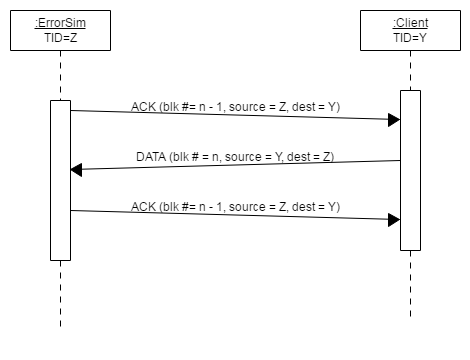 :ErrorSim
TID=Z
:Client
TID=Y
ACK (blk #= n - 1, source = Z, dest = Y)
DATA (blk # = n, source = Y, dest = Z)
ACK (blk #= n - 1, source = Z, dest = Y)